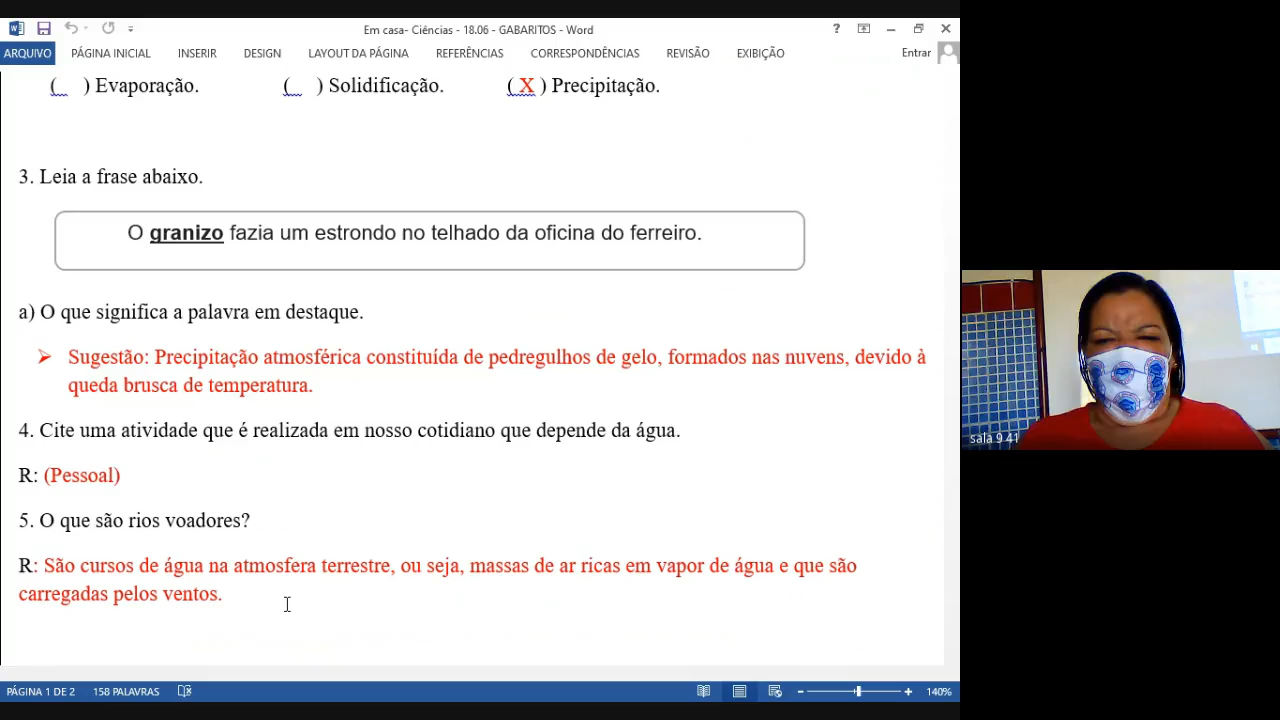 Em casa- Ciências - 18.06 - GABARITOS - Word
?
ARQUIVO PÁGINA INICIAL INSERIR DESIGN LAYOUT DA PÁGINA REFERÊNCIAS CORRESPONDÊNCIAS REVISÃO EXIBIÇÃO Entrar
( ) Evaporação. ( ) Solidificação. ( X ) Precipitação.
3. Leia a frase abaixo.
O granizo fazia um estrondo no telhado da oficina do ferreiro.
a) O que significa a palavra em destaque.
Sugestão: Precipitação atmosférica constituída de pedregulhos de gelo, formados nas nuvens, devido à
queda brusca de temperatura.
4. Cite uma atividade que é realizada em nosso cotidiano que depende da água.
R: (Pessoal)
5. O que são rios voadores?
R: São cursos de água na atmosfera terrestre, ou seja, massas de ar ricas em vapor de água e que são
carregadas pelos ventos.
sala 9 41
PÁGINA 1 DE 2 158 PALAVRAS 140%